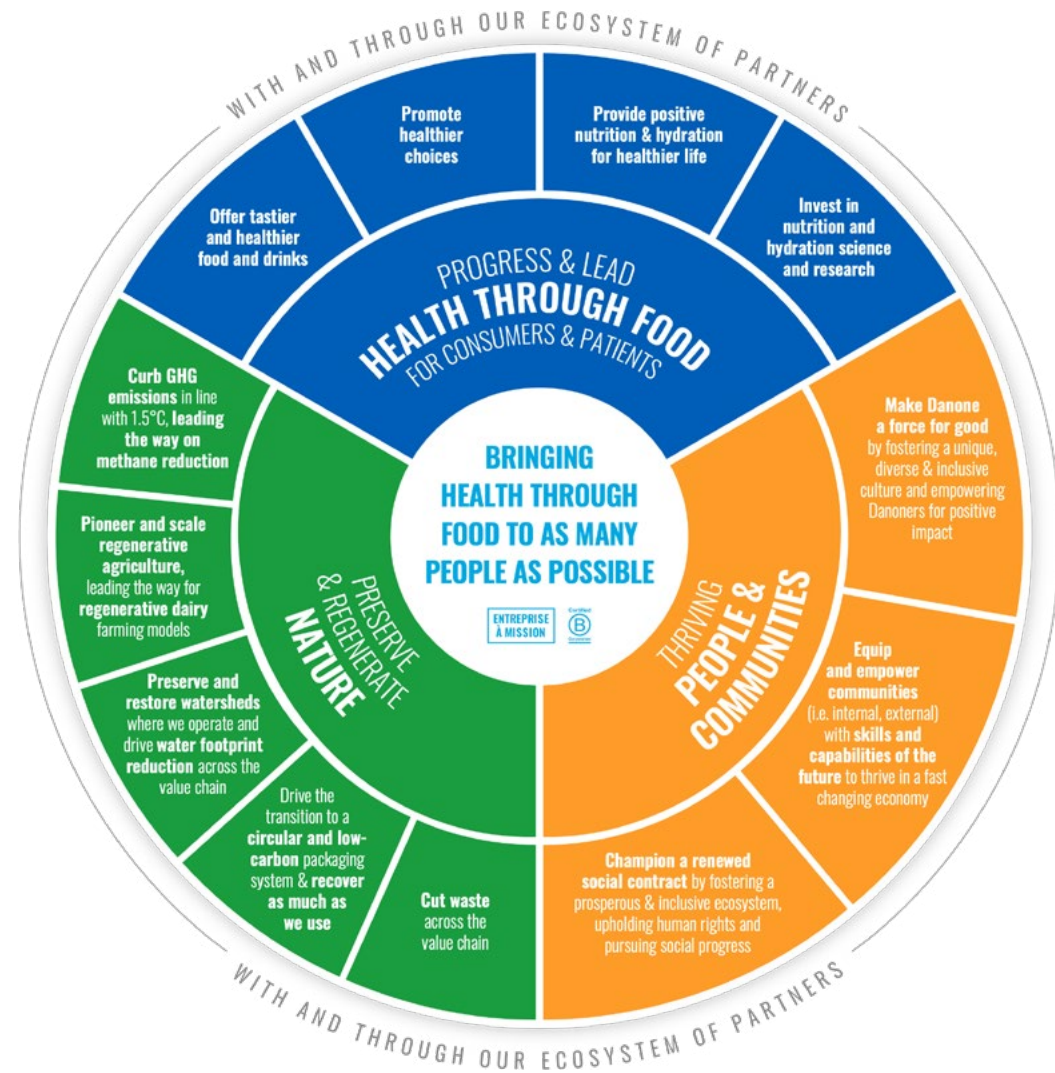 WITH AND THROUGH OUR ECOSYSTEM OF PARTNERS
Offer tastier
and healthier
food and drinks
Promote
healthier
choices
Provide positive
nutrition & hydration
for healthier life
Invest in
nutrition and
hydration science
and research
PROGRESS & LEAD
HEALTH THROUGH FOOD
FOR CONSUMERS & PATIENTS
BRINGING
HEALTH THROUGH
FOOD TO AS MANY
PEOPLE AS POSSIBLE
ENTREPRISE
À MISSION
Certified
B
Corporation
Make Danone
a force for good
by fostering a unique,
diverse & inclusive
culture and empowering
Danoners for positive
impact
Equip
and empower
communities
(i.e. internal, external)
with skills and
capabilities of the
future to thrive in a fast
changing economy
Champion a renewed
social contract by fostering a
prosperous & inclusive ecosystem,
upholding human rights and
pursuing social progress
THRIVING
PEOPLE &
COMMUNITIES
PRESERVE
& REGENERATE
NATURE
Curb GHG
emissions in line
with 1.5°C, leading
the way on
methane reduction
Pioneer and scale
regenerative
agriculture,
leading the way for
regenerative dairy
farming models
Preserve and
restore watersheds
where we operate and
drive water footprint
reduction across the
value chain
Drive the
transition to a
circular and low-
carbon packaging
system & recover
as much as
we use
Cut waste
across the
value chain
WITH AND THROUGH OUR ECOSYSTEM OF PARTNERS